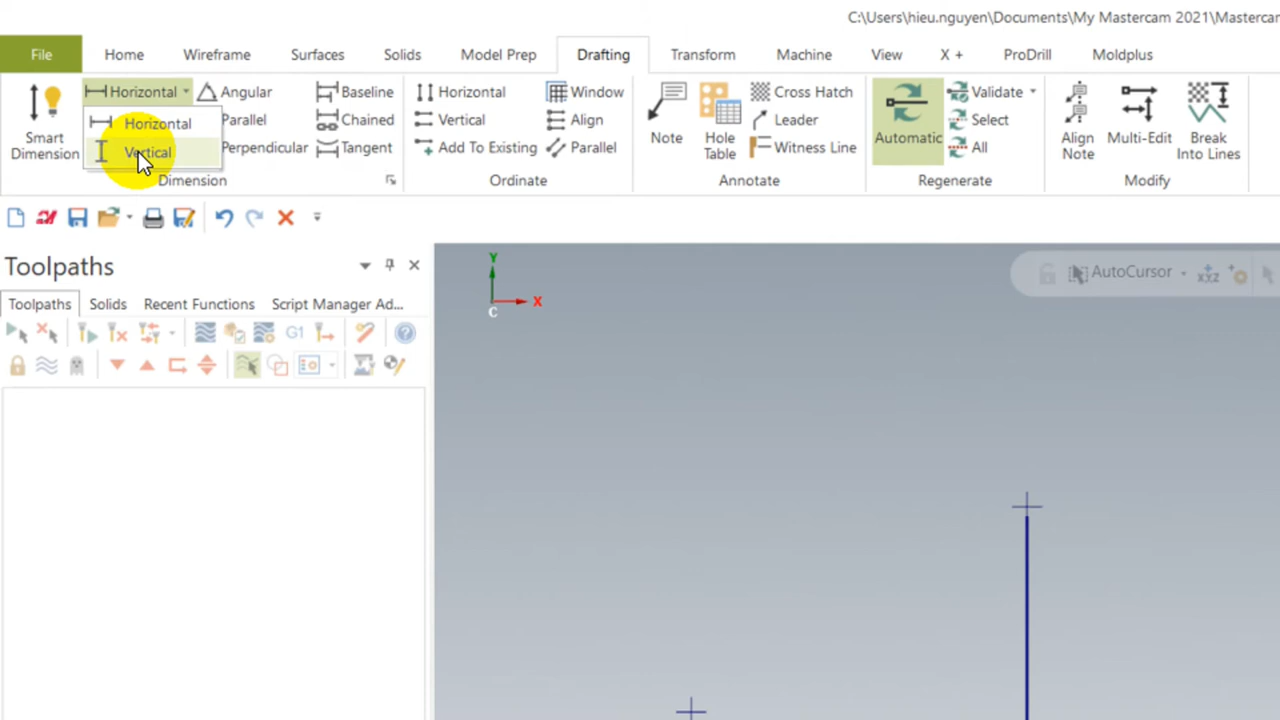 C:\Users\hieu.nguyen\Documents\My Mastercam 2021\Mastercam
File Home Wireframe Surfaces Solids Model Prep Drafting Transform Machine View X + ProDrill Moldplus
Horizontal Angular Baseline Horizontal Window Cross Hatch Validate
Horizontal Parallel Chained Vertical Align Leader Select
Vertical Perpendicular Tangent Add To Existing Parallel Witness Line All
Smart Dimension
Note
Hole Table
Automatic
Align Note
Multi-Edit
Break Into Lines
Dimension Ordinate Annotate Regenerate Modify
Toolpaths
Toolpaths Solids Recent Functions Script Manager Ad...
G1
Y
X
C
AutoCursor
XYZ